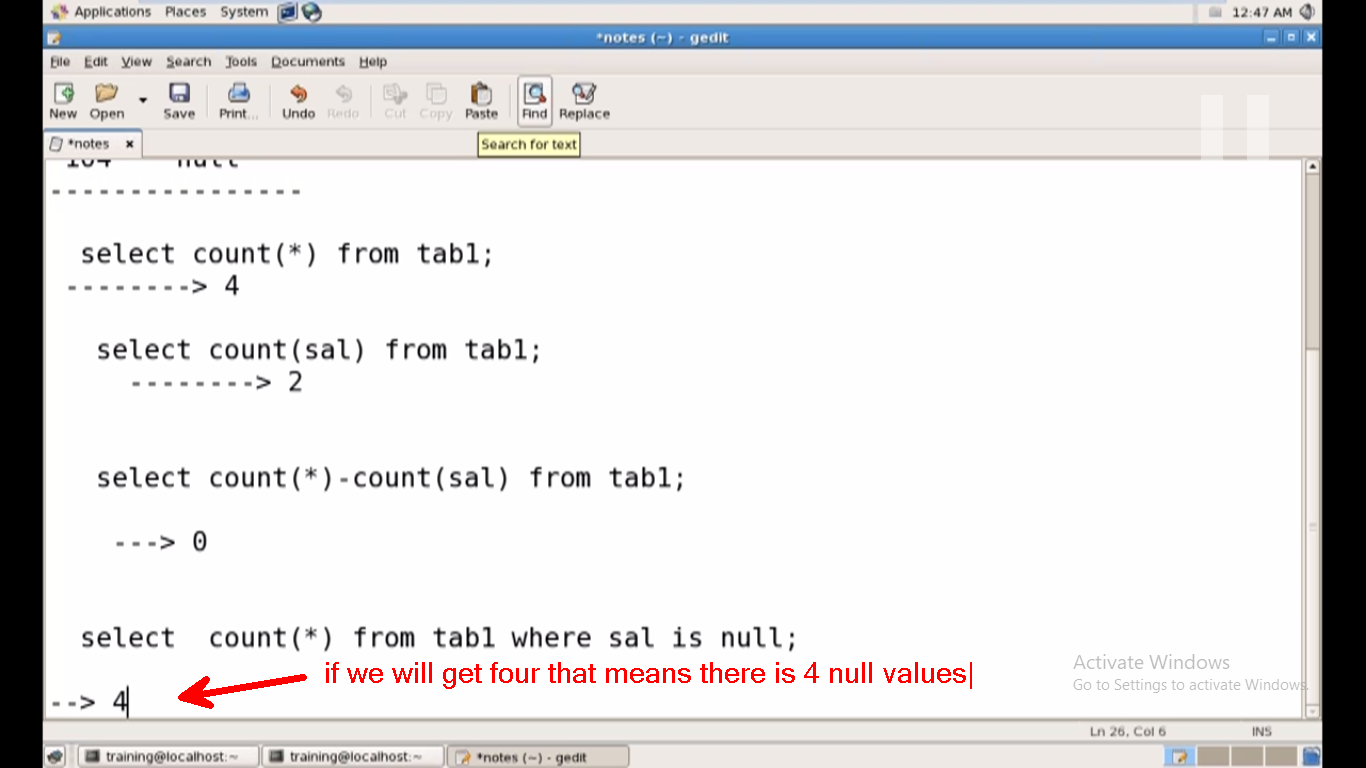 Applications Places System 12:47 AM
*notes (~) - gedit
File Edit View Search Tools Documents Help
New Open Save Print... Undo Redo Cut Copy Paste Find Replace
*notes
Search for text
104 null
----------------
select count(*) from tab1;
--------> 4
select count(sal) from tab1;
--------> 2
select count(*)-count(sal) from tab1;
---> 0
select  count(*) from tab1 where sal is null;
if we will get four that means there is 4 null values|
--> 4
Activate Windows
Go to Settings to activate Windows.
Ln 26, Col 6 INS
training@localhost:~ training@localhost:~ *notes (~) - gedit